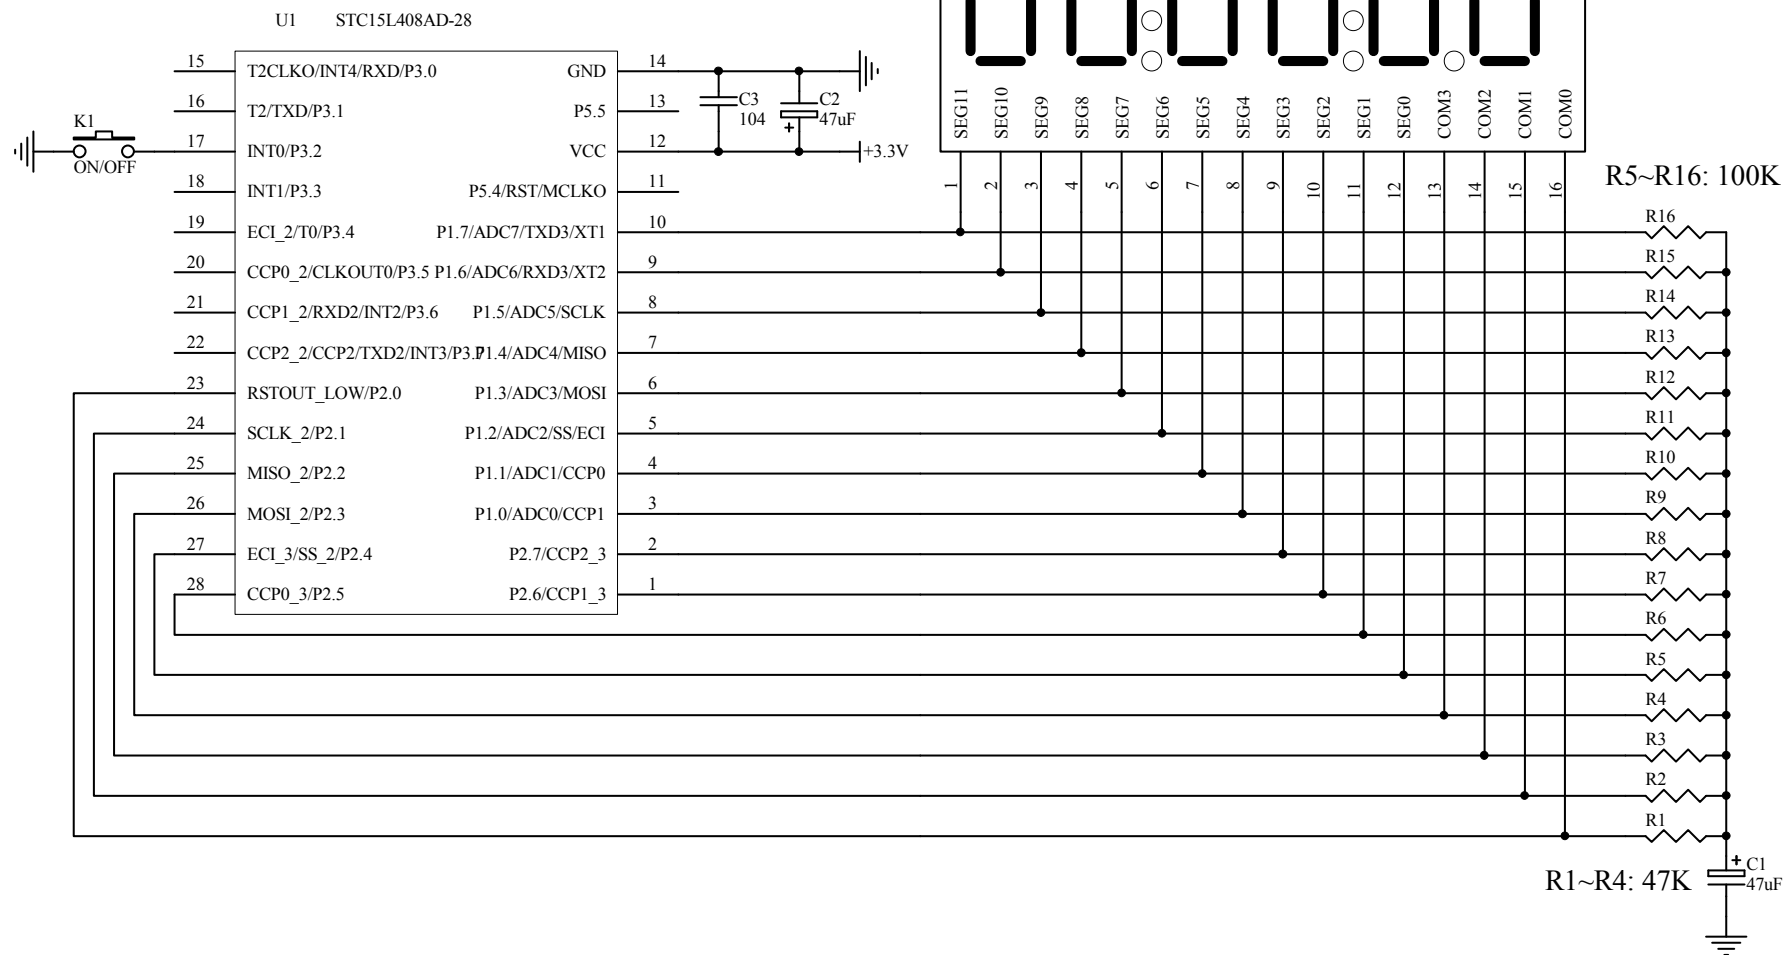 U1 STC15L408AD-28
15 T2CLKO/INT4/RXD/P3.0
16 T2/TXD/P3.1
17 INT0/P3.2
18 INT1/P3.3
19 ECI_2/T0/P3.4
20 CCP0_2/CLKOUT0/P3.5
21 CCP1_2/RXD2/INT2/P3.6
22 CCP2_2/CCP2/TXD2/INT3/P3.7
23 RSTOUT_LOW/P2.0
24 SCLK_2/P2.1
25 MISO_2/P2.2
26 MOSI_2/P2.3
27 ECI_3/SS_2/P2.4
28 CCP0_3/P2.5
GND 14
P5.5 13
VCC 12
P5.4/RST/MCLKO 11
P1.7/ADC7/TXD3/XT1 10
P1.6/ADC6/RXD3/XT2 9
P1.5/ADC5/SCLK 8
P1.4/ADC4/MISO 7
P1.3/ADC3/MOSI 6
P1.2/ADC2/SS/ECI 5
P1.1/ADC1/CCP0 4
P1.0/ADC0/CCP1 3
P2.7/CCP2_3 2
P2.6/CCP1_3 1
K1
ON/OFF
C3
104
C2
+
47uF
+3.3V
SEG11
SEG10
SEG9
SEG8
SEG7
SEG6
SEG5
SEG4
SEG3
SEG2
SEG1
SEG0
COM3
COM2
COM1
COM0
1
2
3
4
5
6
7
8
9
10
11
12
13
14
15
16
R5~R16: 100K
R16
R15
R14
R13
R12
R11
R10
R9
R8
R7
R6
R5
R4
R3
R2
R1
R1~R4: 47K
+ C1
47uF